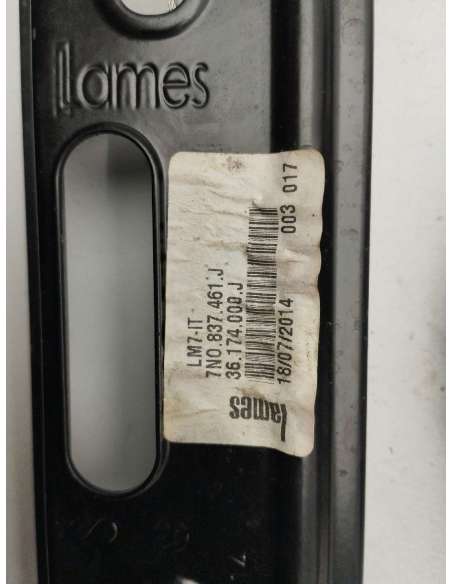 lames
LM7-IT
7N0.837.461.J
36.174.000.J
18/07/2014
003 017
lames